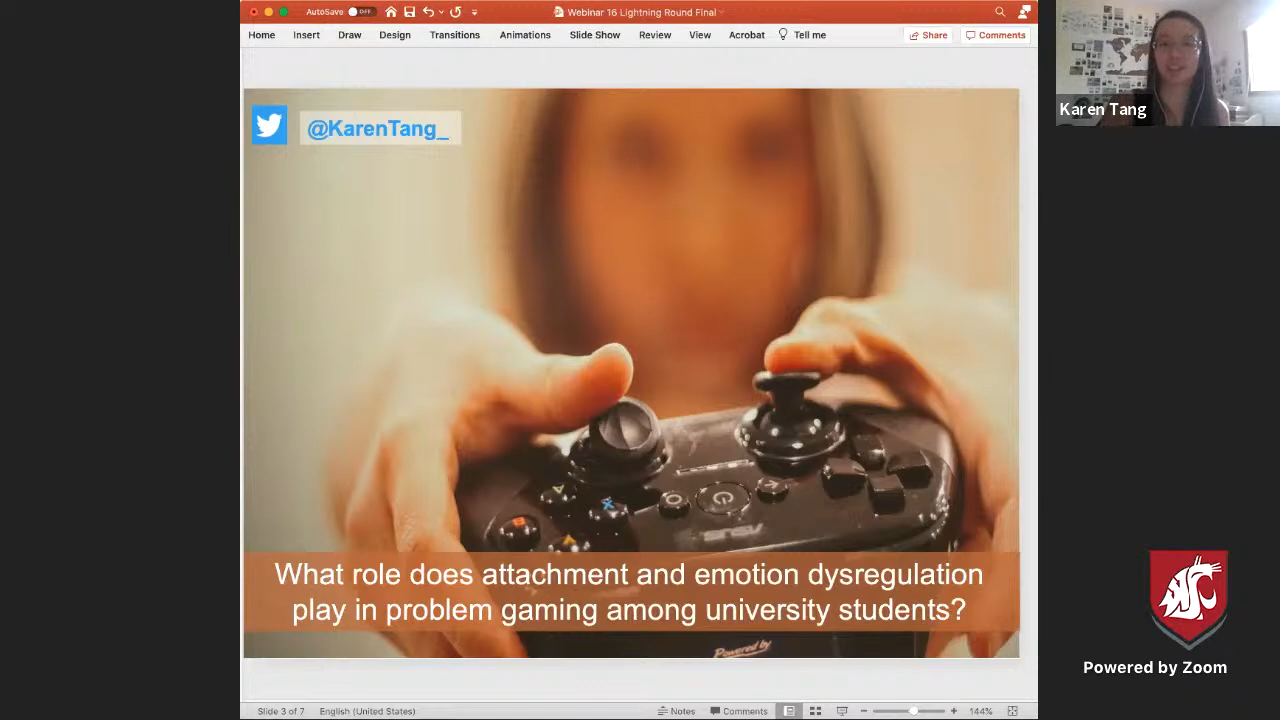 AutoSave OFF
Webinar 16 Lightning Round Final
Home Insert Draw Design Transitions Animations Slide Show Review View Acrobat Tell me Share Comments
Karen Tang
@KarenTang_
B
X
What role does attachment and emotion dysregulation
play in problem gaming among university students?
Powered by
Powered by Zoom
Slide 3 of 7 English (United States) Notes Comments 144%